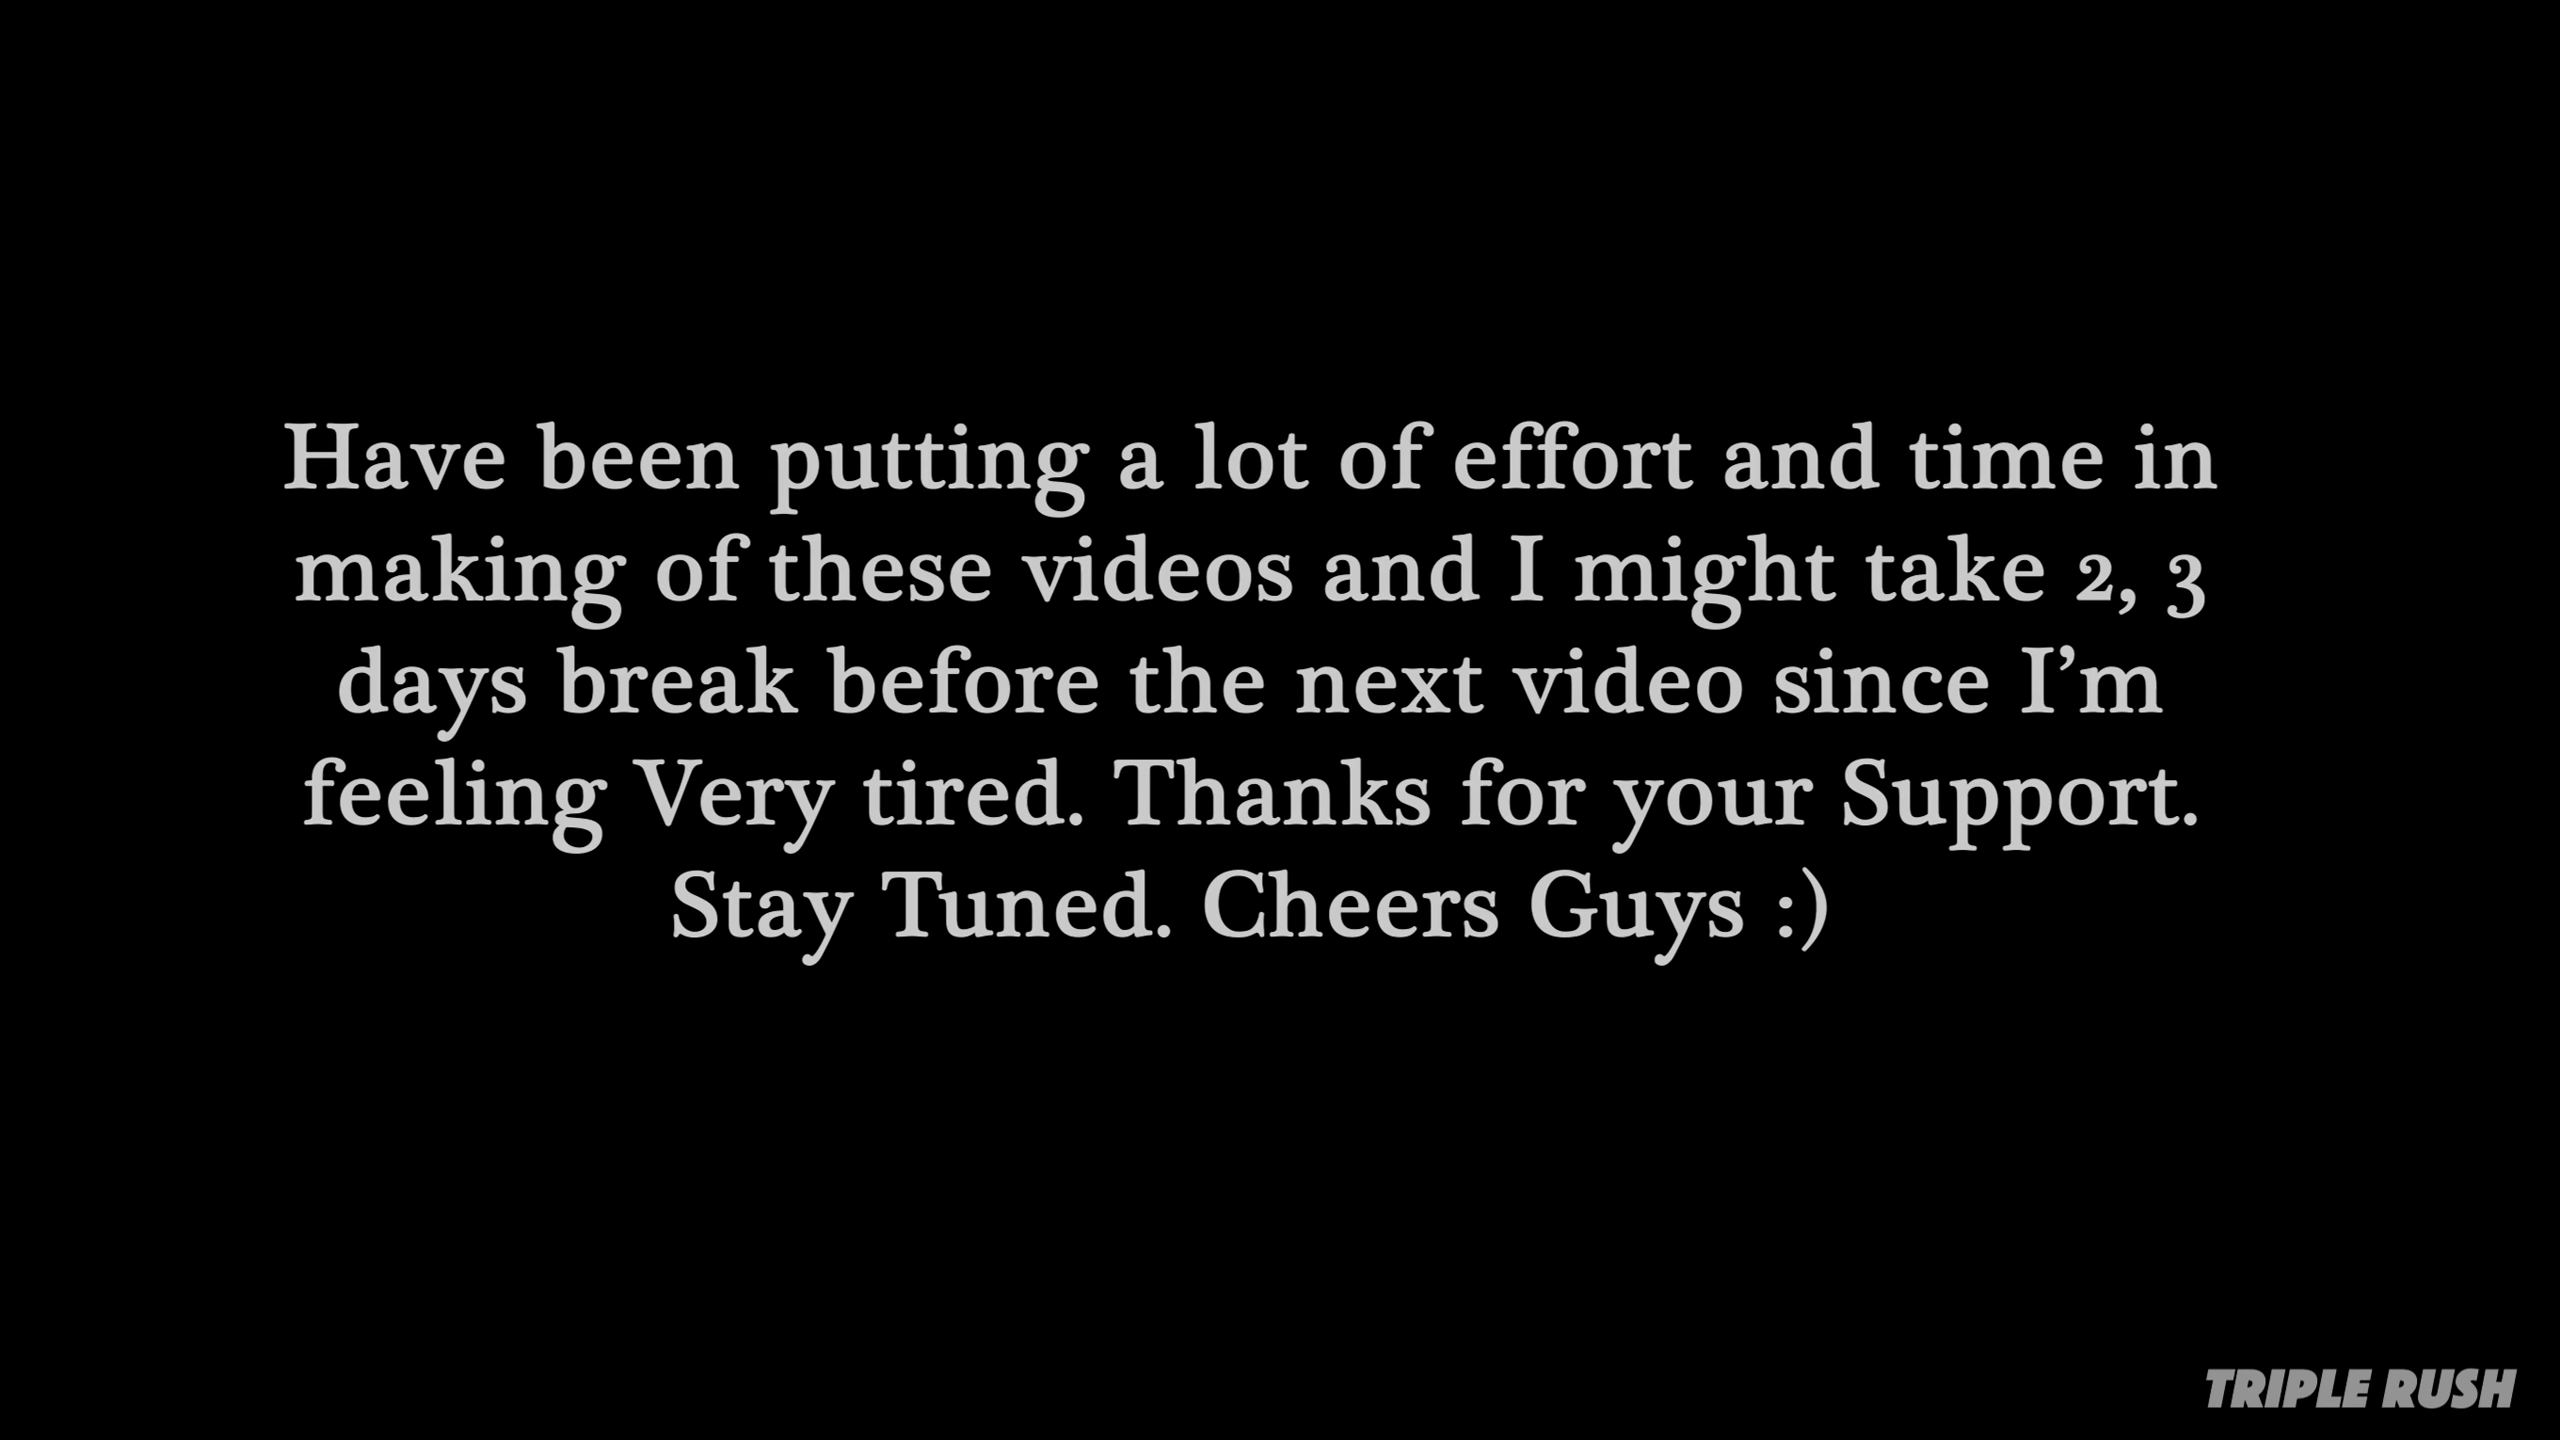 Have been putting a lot of effort and time in
making of these videos and I might take 2, 3
days break before the next video since I’m
feeling Very tired. Thanks for your Support.
Stay Tuned. Cheers Guys :)
TRIPLE RUSH